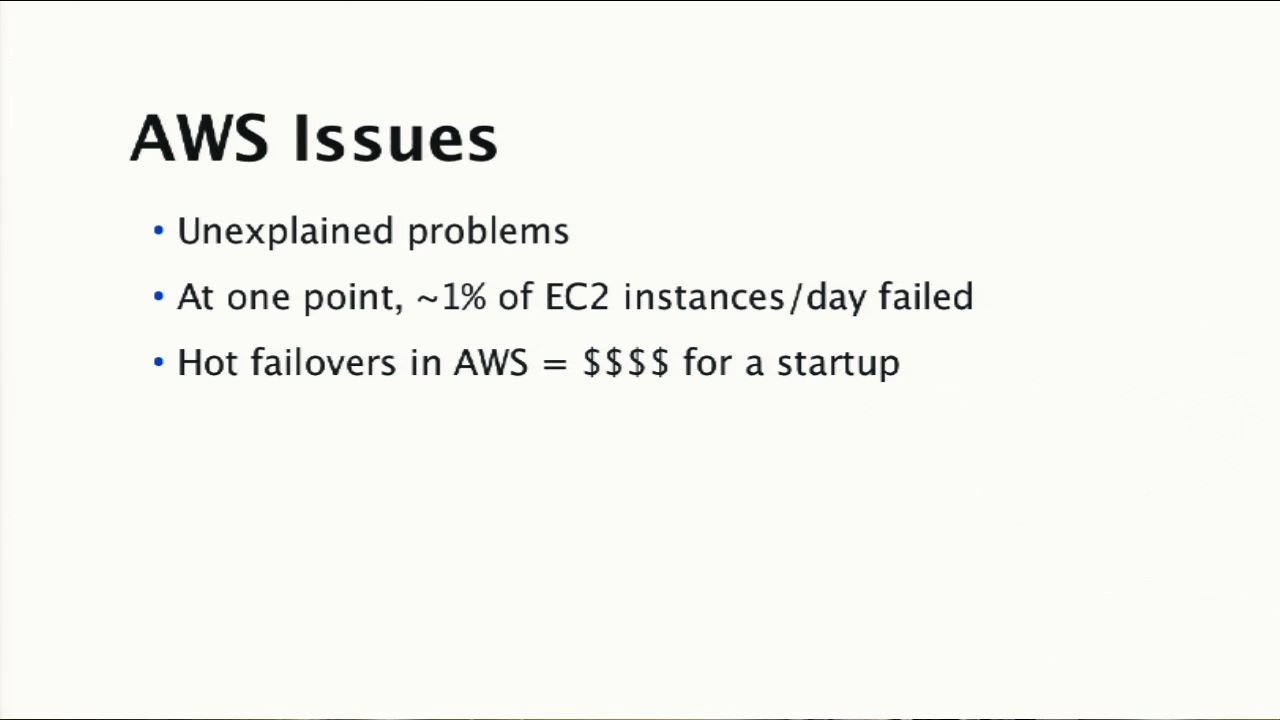 AWS Issues
• Unexplained problems
• At one point, ~1% of EC2 instances/day failed
• Hot failovers in AWS = $$$$ for a startup